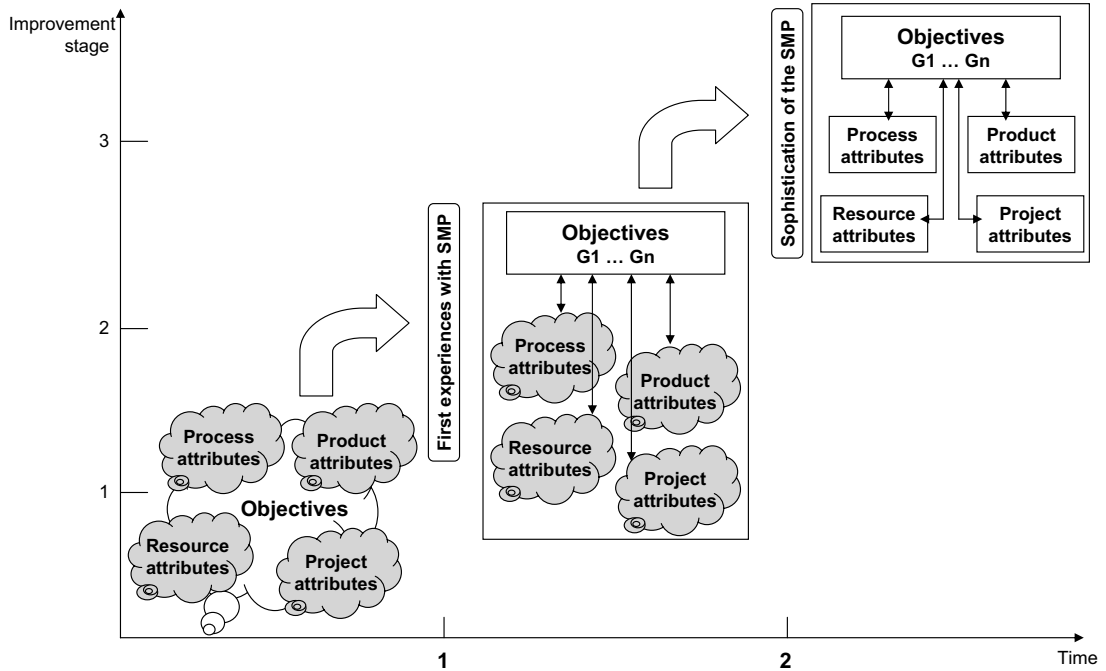 Improvement
stage
3
2
1
Process
attributes
Product
attributes
Objectives
Resource
attributes
Project
attributes
First experiences with SMP
Objectives
G1 ... Gn
Process
attributes
Product
attributes
Resource
attributes
Project
attributes
Sophistication of the SMP
Objectives
G1 ... Gn
Process
attributes
Product
attributes
Resource
attributes
Project
attributes
1
2
Time